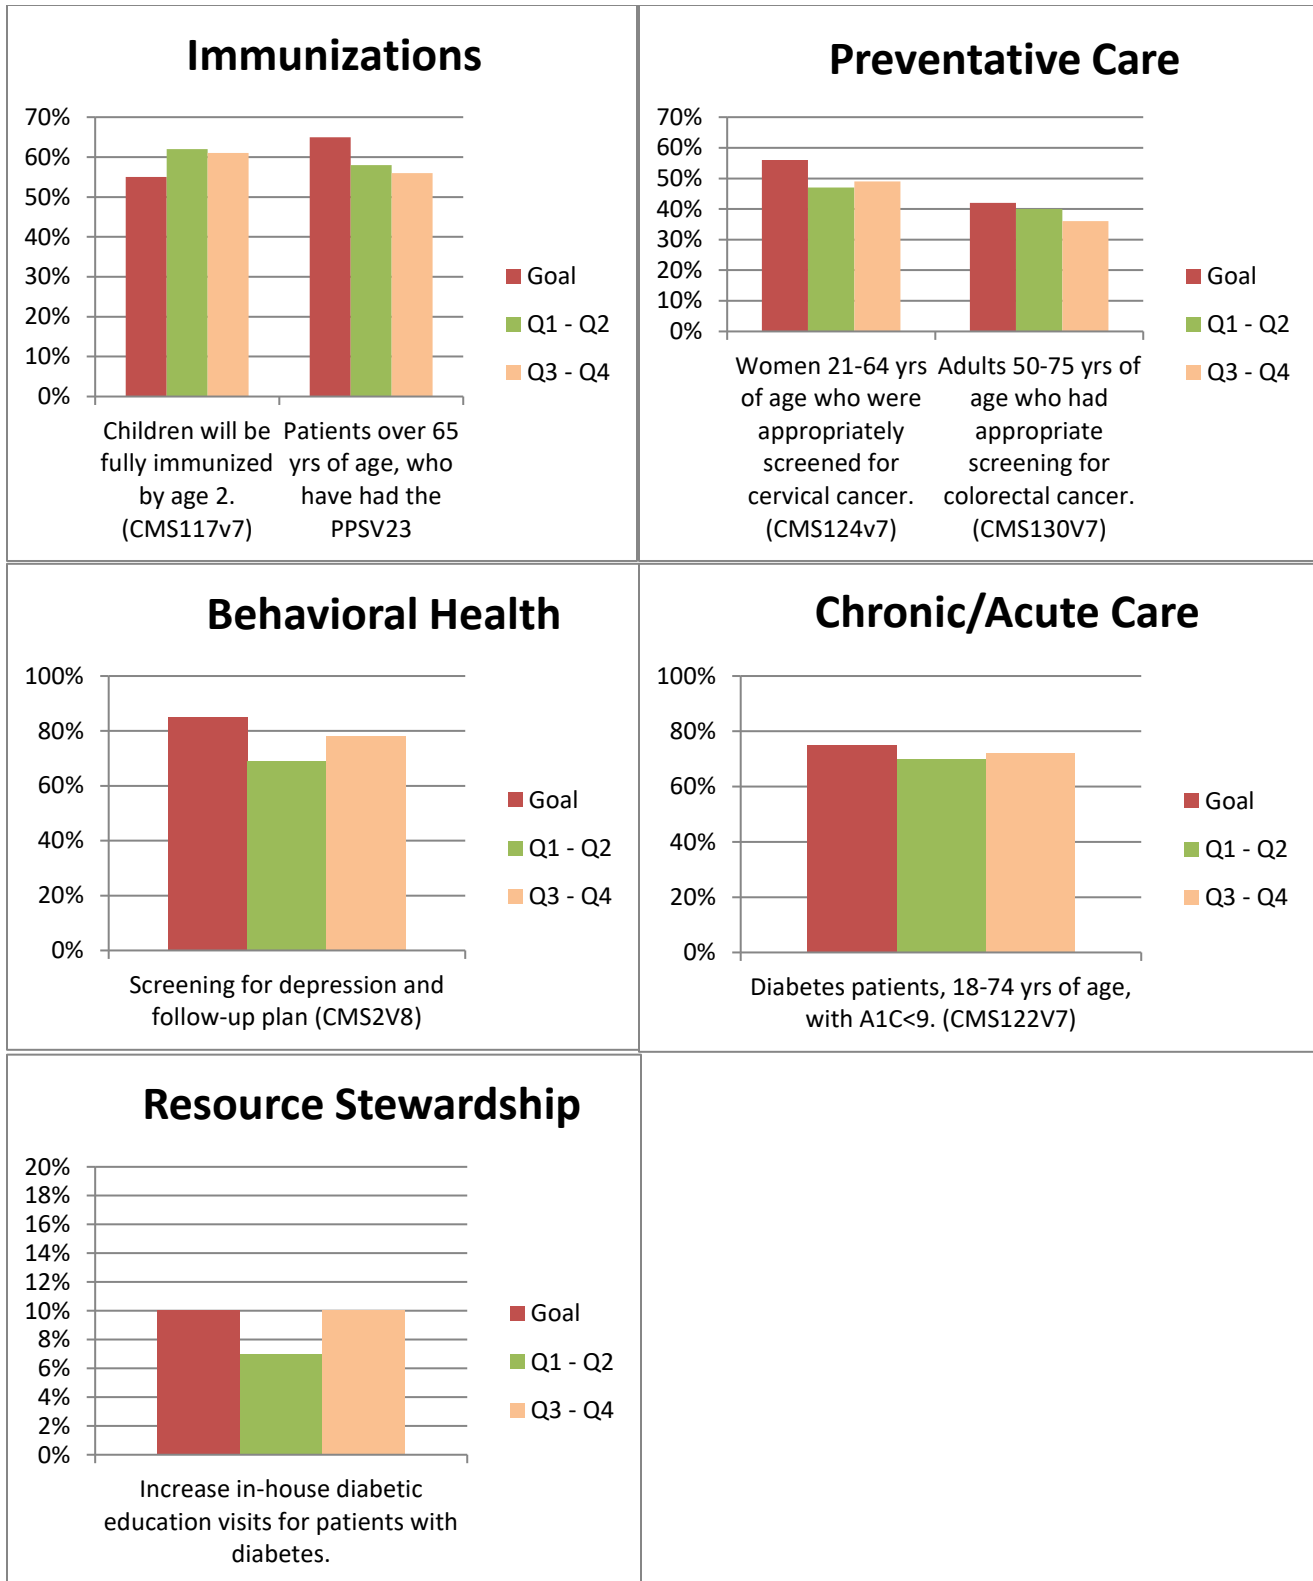 Immunizations
70%
60%
50%
40%
30%
20%
10%
0%
Goal
Q1 - Q2
Q3 - Q4
Children will be
fully immunized
by age 2.
(CMS117v7)
Patients over 65
yrs of age, who
have had the
PPSV23
Preventative Care
70%
60%
50%
40%
30%
20%
10%
0%
Goal
Q1 - Q2
Q3 - Q4
Women 21-64 yrs
of age who were
appropriately
screened for
cervical cancer.
(CMS124v7)
Adults 50-75 yrs of
age who had
appropriate
screening for
colorectal cancer.
(CMS130V7)
Behavioral Health
100%
80%
60%
40%
20%
0%
Goal
Q1 - Q2
Q3 - Q4
Screening for depression and
follow-up plan (CMS2V8)
Chronic/Acute Care
100%
80%
60%
40%
20%
0%
Goal
Q1 - Q2
Q3 - Q4
Diabetes patients, 18-74 yrs of age,
with A1C<9. (CMS122V7)
Resource Stewardship
20%
18%
16%
14%
12%
10%
8%
6%
4%
2%
0%
Goal
Q1 - Q2
Q3 - Q4
Increase in-house diabetic
education visits for patients with
diabetes.